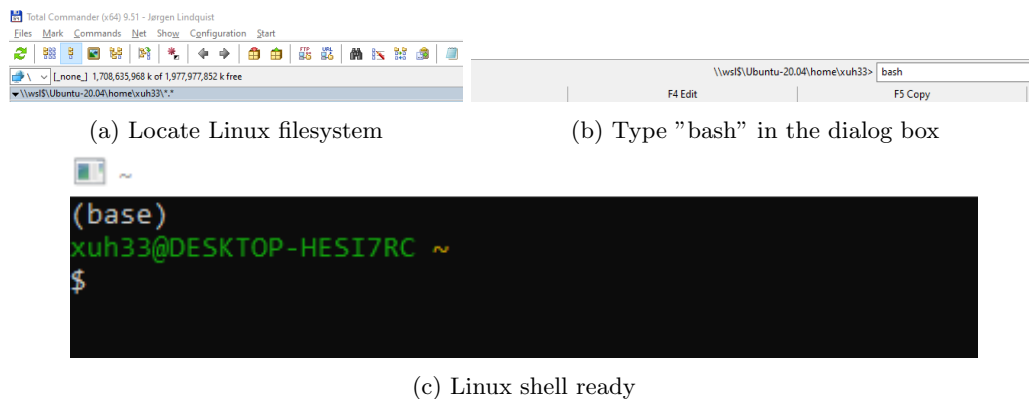 Total Commander (x64) 9.51 - Jørgen Lindquist
Files Mark Commands Net Show Configuration Start
FTP URL
\ [_none_] 1,708,635,968 k of 1,977,977,852 k free
\\wsl$\Ubuntu-20.04\home\xuh33\*.*
(a) Locate Linux filesystem
\\wsl$\Ubuntu-20.04\home\xuh33> bash
F4 Edit F5 Copy
(b) Type ”bash” in the dialog box
~
(base)
xuh33@DESKTOP-HESI7RC ~
$
(c) Linux shell ready